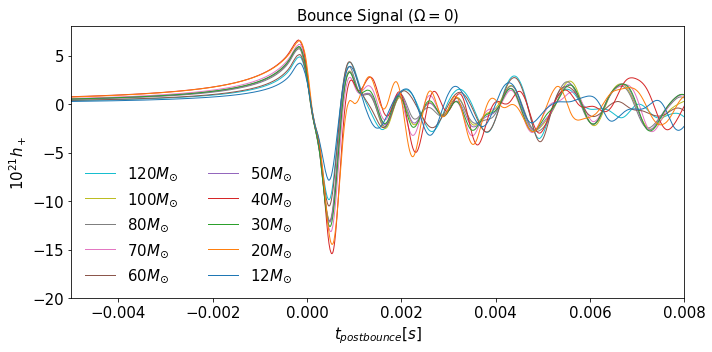 Bounce Signal (Ω = 0)
10²¹h₊
5
0
−5
−10
−15
−20
120M⊙ 50M⊙
100M⊙ 40M⊙
80M⊙ 30M⊙
70M⊙ 20M⊙
60M⊙ 12M⊙
−0.004 −0.002 0.000 0.002 0.004 0.006 0.008
t_postbounce[s]